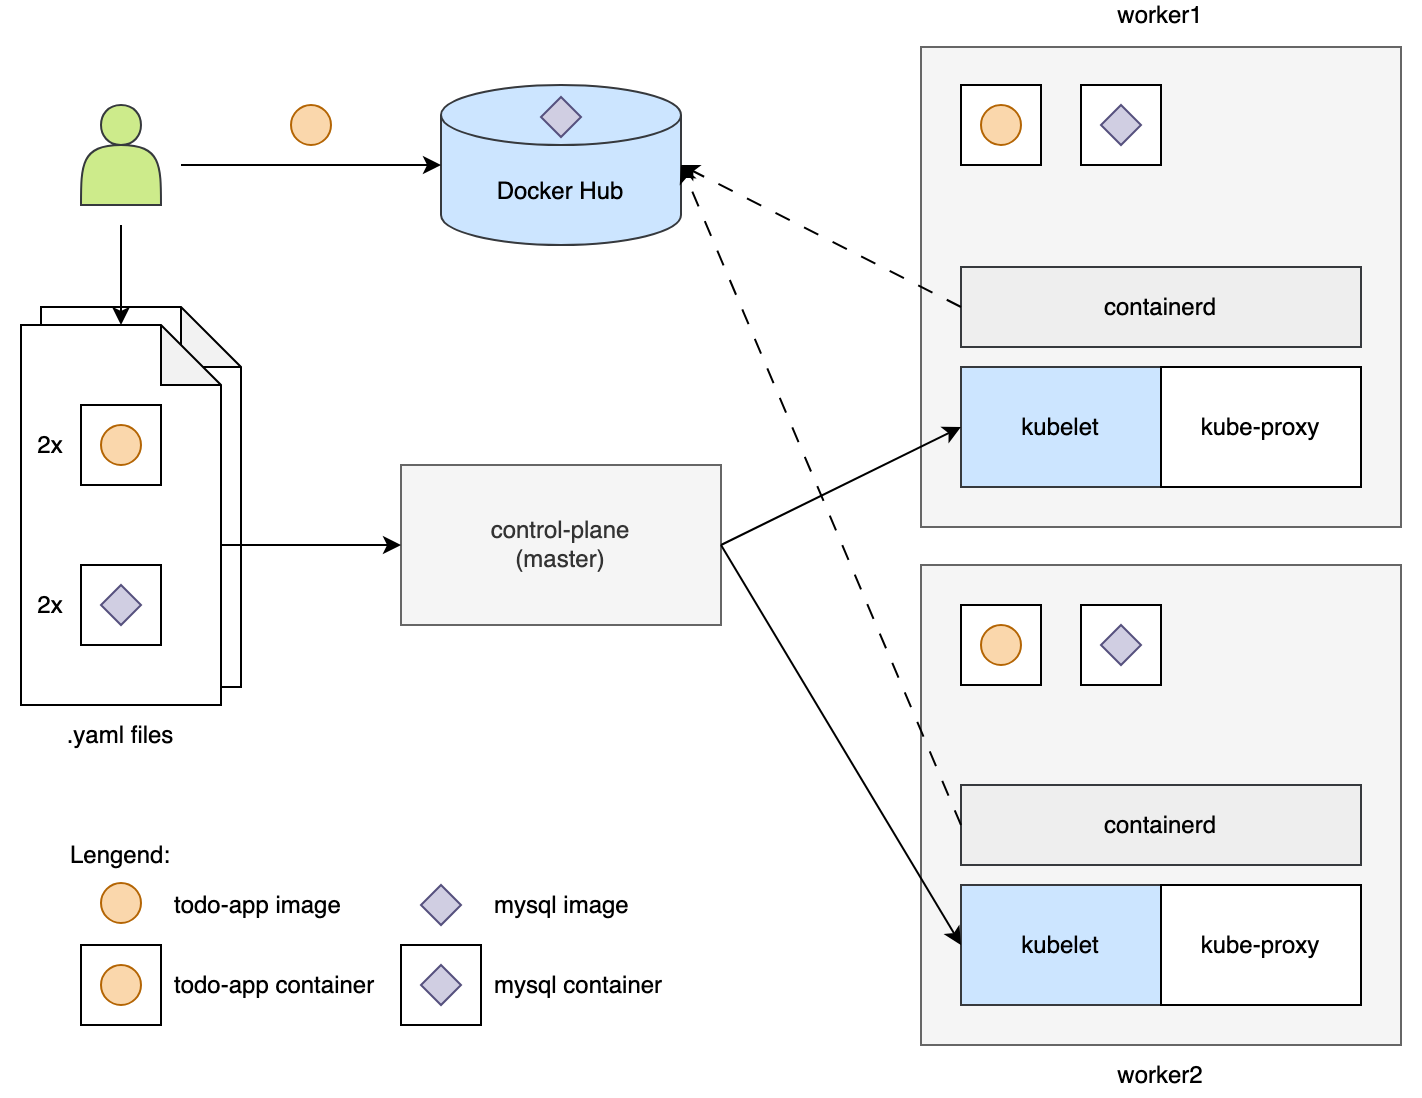 worker1
Docker Hub
containerd
kubelet
kube-proxy
2x
2x
.yaml files
control-plane
(master)
containerd
kubelet
kube-proxy
worker2
Lengend:
todo-app image
mysql image
todo-app container
mysql container